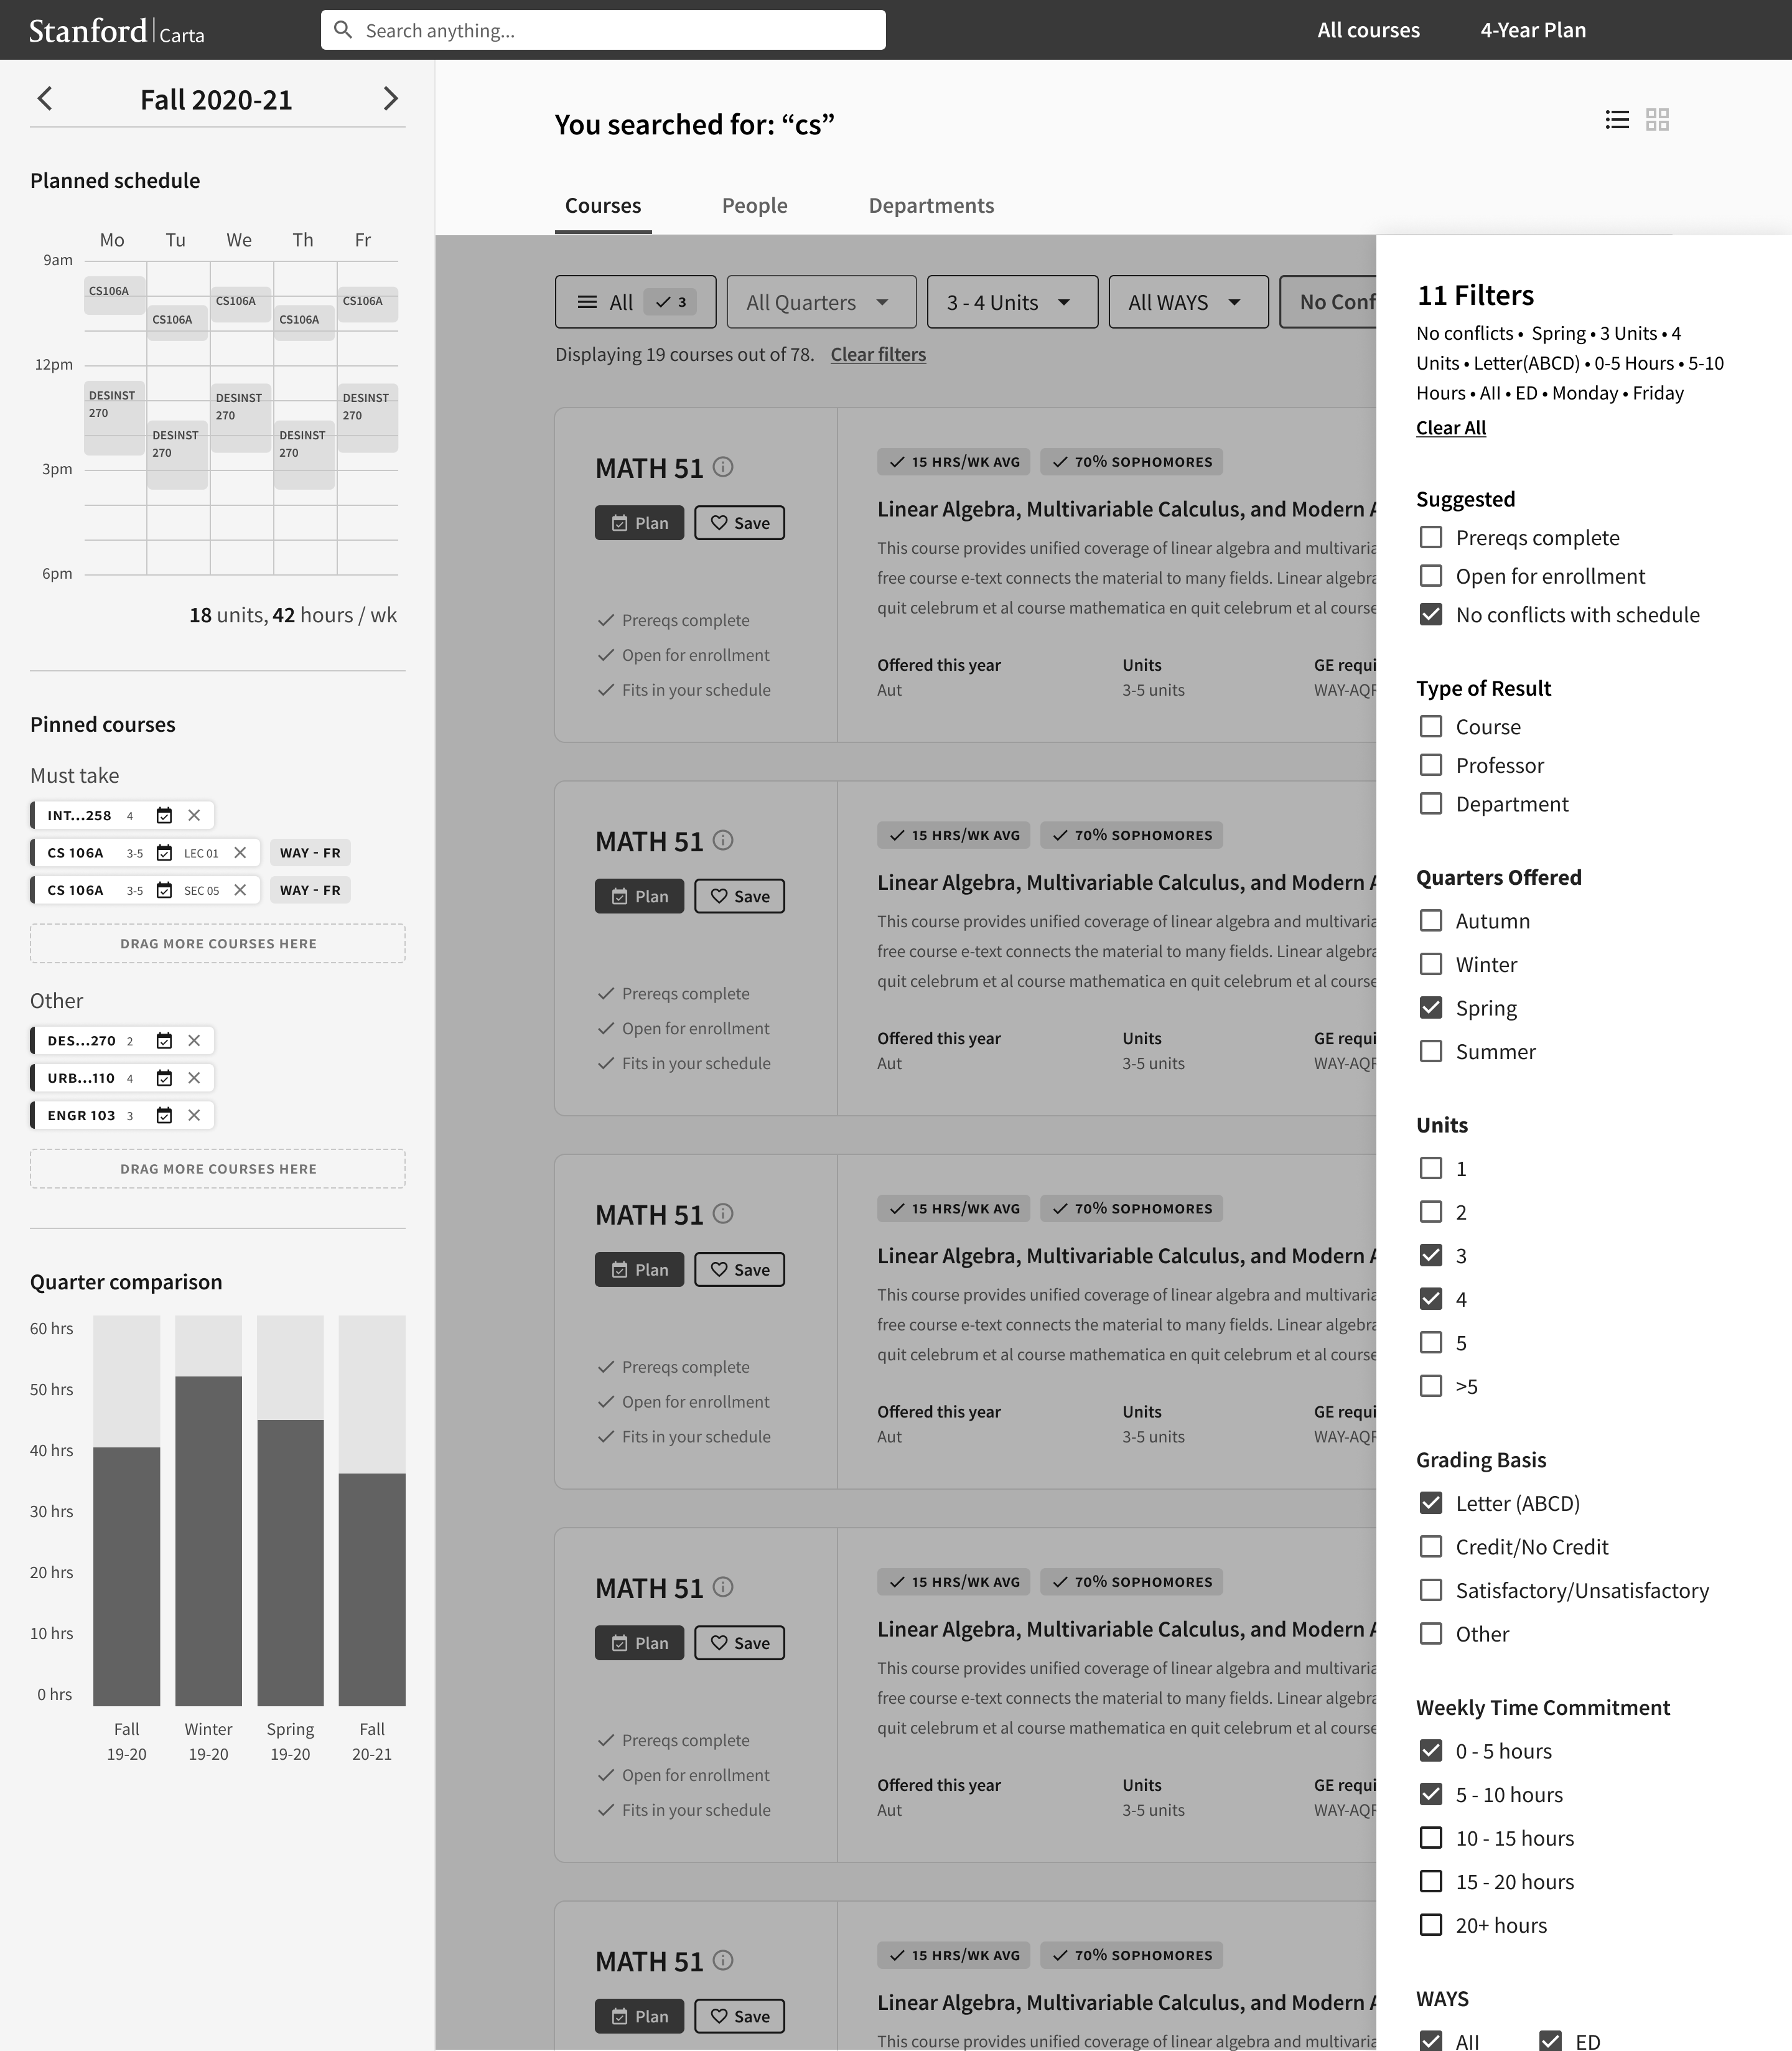 Stanford | Carta
Search anything...
All courses
4-Year Plan
Fall 2020-21
Planned schedule
Mo Tu We Th Fr
9am
12pm
3pm
6pm
CS106A
CS106A
CS106A
CS106A
CS106A
DESINST
270
DESINST
270
DESINST
270
DESINST
270
DESINST
270
18 units, 42 hours / wk
Pinned courses
Must take
INT...258 4
CS 106A 3-5 LEC 01 WAY - FR
CS 106A 3-5 SEC 05 WAY - FR
DRAG MORE COURSES HERE
Other
DES...270 2
URB...110 4
ENGR 103 3
DRAG MORE COURSES HERE
Quarter comparison
60 hrs
50 hrs
40 hrs
30 hrs
20 hrs
10 hrs
0 hrs
Fall
19-20
Winter
19-20
Spring
19-20
Fall
20-21
You searched for: “cs”
Courses People Departments
All 3
All Quarters
3 - 4 Units
All WAYS
No Conf
Displaying 19 courses out of 78. Clear filters
MATH 51
Plan Save
Prereqs complete
Open for enrollment
Fits in your schedule
15 HRS/WK AVG 70% SOPHOMORES
Linear Algebra, Multivariable Calculus, and Modern A
This course provides unified coverage of linear algebra and multivaria
free course e-text connects the material to many fields. Linear algebra
quit celebrum et al course mathematica en quit celebrum et al course
Offered this year Units GE requi
Aut 3-5 units WAY-AQR
MATH 51
Plan Save
Prereqs complete
Open for enrollment
Fits in your schedule
15 HRS/WK AVG 70% SOPHOMORES
Linear Algebra, Multivariable Calculus, and Modern A
This course provides unified coverage of linear algebra and multivaria
free course e-text connects the material to many fields. Linear algebra
quit celebrum et al course mathematica en quit celebrum et al course
Offered this year Units GE requi
Aut 3-5 units WAY-AQR
MATH 51
Plan Save
Prereqs complete
Open for enrollment
Fits in your schedule
15 HRS/WK AVG 70% SOPHOMORES
Linear Algebra, Multivariable Calculus, and Modern A
This course provides unified coverage of linear algebra and multivaria
free course e-text connects the material to many fields. Linear algebra
quit celebrum et al course mathematica en quit celebrum et al course
Offered this year Units GE requi
Aut 3-5 units WAY-AQR
MATH 51
Plan Save
Prereqs complete
Open for enrollment
Fits in your schedule
15 HRS/WK AVG 70% SOPHOMORES
Linear Algebra, Multivariable Calculus, and Modern A
This course provides unified coverage of linear algebra and multivaria
free course e-text connects the material to many fields. Linear algebra
quit celebrum et al course mathematica en quit celebrum et al course
Offered this year Units GE requi
Aut 3-5 units WAY-AQR
MATH 51
Plan Save
15 HRS/WK AVG 70% SOPHOMORES
Linear Algebra, Multivariable Calculus, and Modern A
This course provides unified coverage of linear algebra and multivaria
11 Filters
No conflicts • Spring • 3 Units • 4
Units • Letter(ABCD) • 0-5 Hours • 5-10
Hours • AII • ED • Monday • Friday
Clear All
Suggested
Prereqs complete
Open for enrollment
No conflicts with schedule
Type of Result
Course
Professor
Department
Quarters Offered
Autumn
Winter
Spring
Summer
Units
1
2
3
4
5
>5
Grading Basis
Letter (ABCD)
Credit/No Credit
Satisfactory/Unsatisfactory
Other
Weekly Time Commitment
0 - 5 hours
5 - 10 hours
10 - 15 hours
15 - 20 hours
20+ hours
WAYS
AII ED